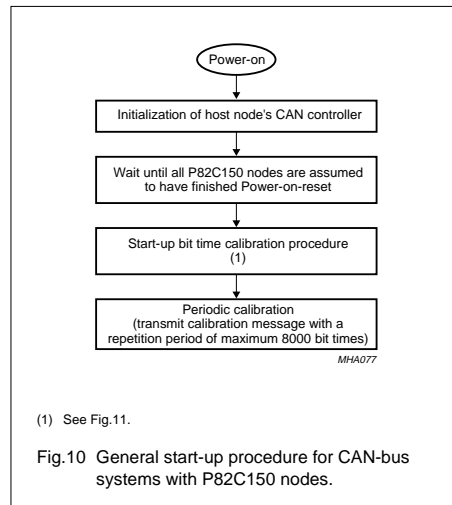 Power-on
Initialization of host node's CAN controller
Wait until all P82C150 nodes are assumed
to have finished Power-on-reset
Start-up bit time calibration procedure
(1)
Periodic calibration
(transmit calibration message with a
repetition period of maximum 8000 bit times)
MHA077
(1) See Fig.11.
Fig.10 General start-up procedure for CAN-bus
systems with P82C150 nodes.